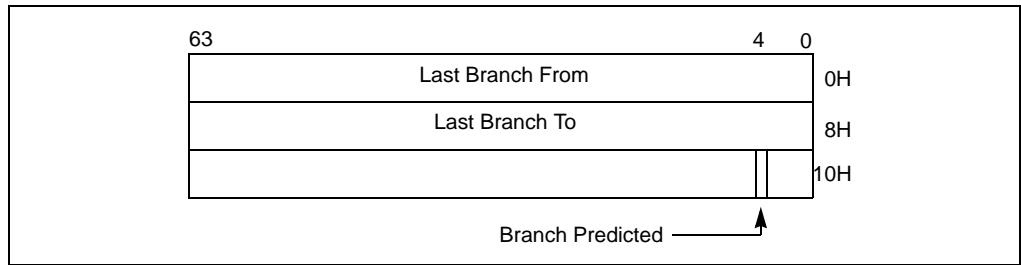 63 4 0
Last Branch From 0H
Last Branch To 8H
10H
Branch Predicted